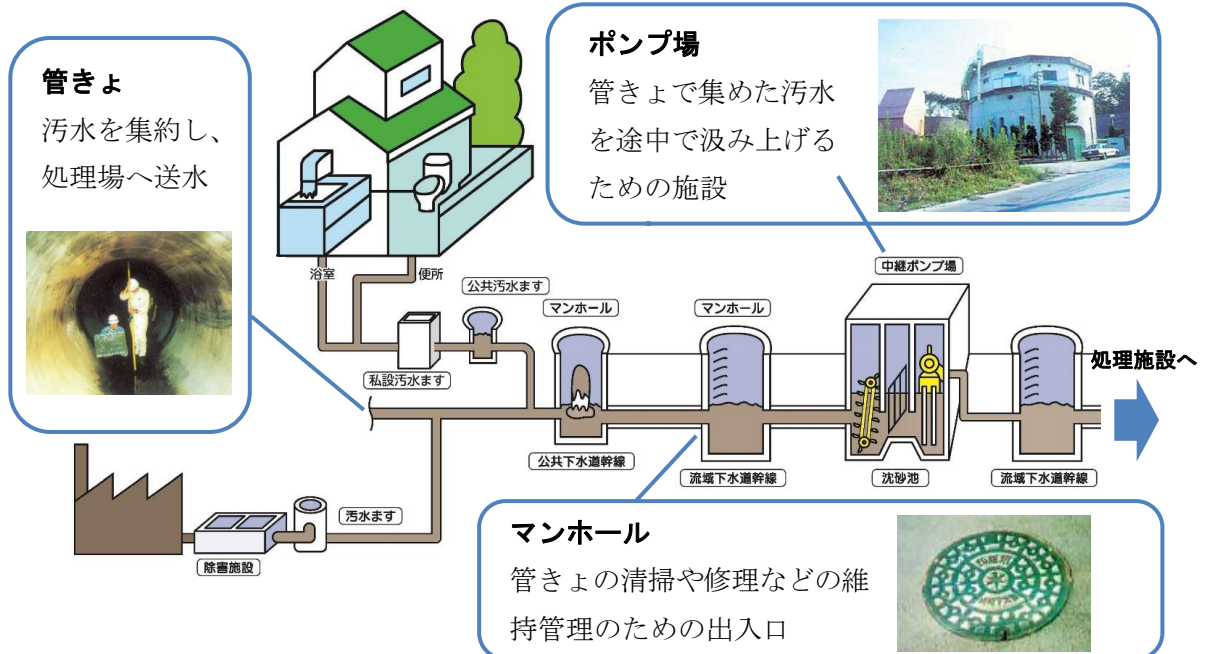 管きょ
汚水を集約し、
処理場へ送水
ポンプ場
管きょで集めた汚水
を途中で汲み上げる
ための施設
浴室
便所
公共汚水ます
マンホール
マンホール
中継ポンプ場
処理施設へ
私設汚水ます
公共下水道幹線
流域下水道幹線
沈砂池
流域下水道幹線
汚水ます
除害施設
マンホール
管きょの清掃や修理などの維
持管理のための出入口